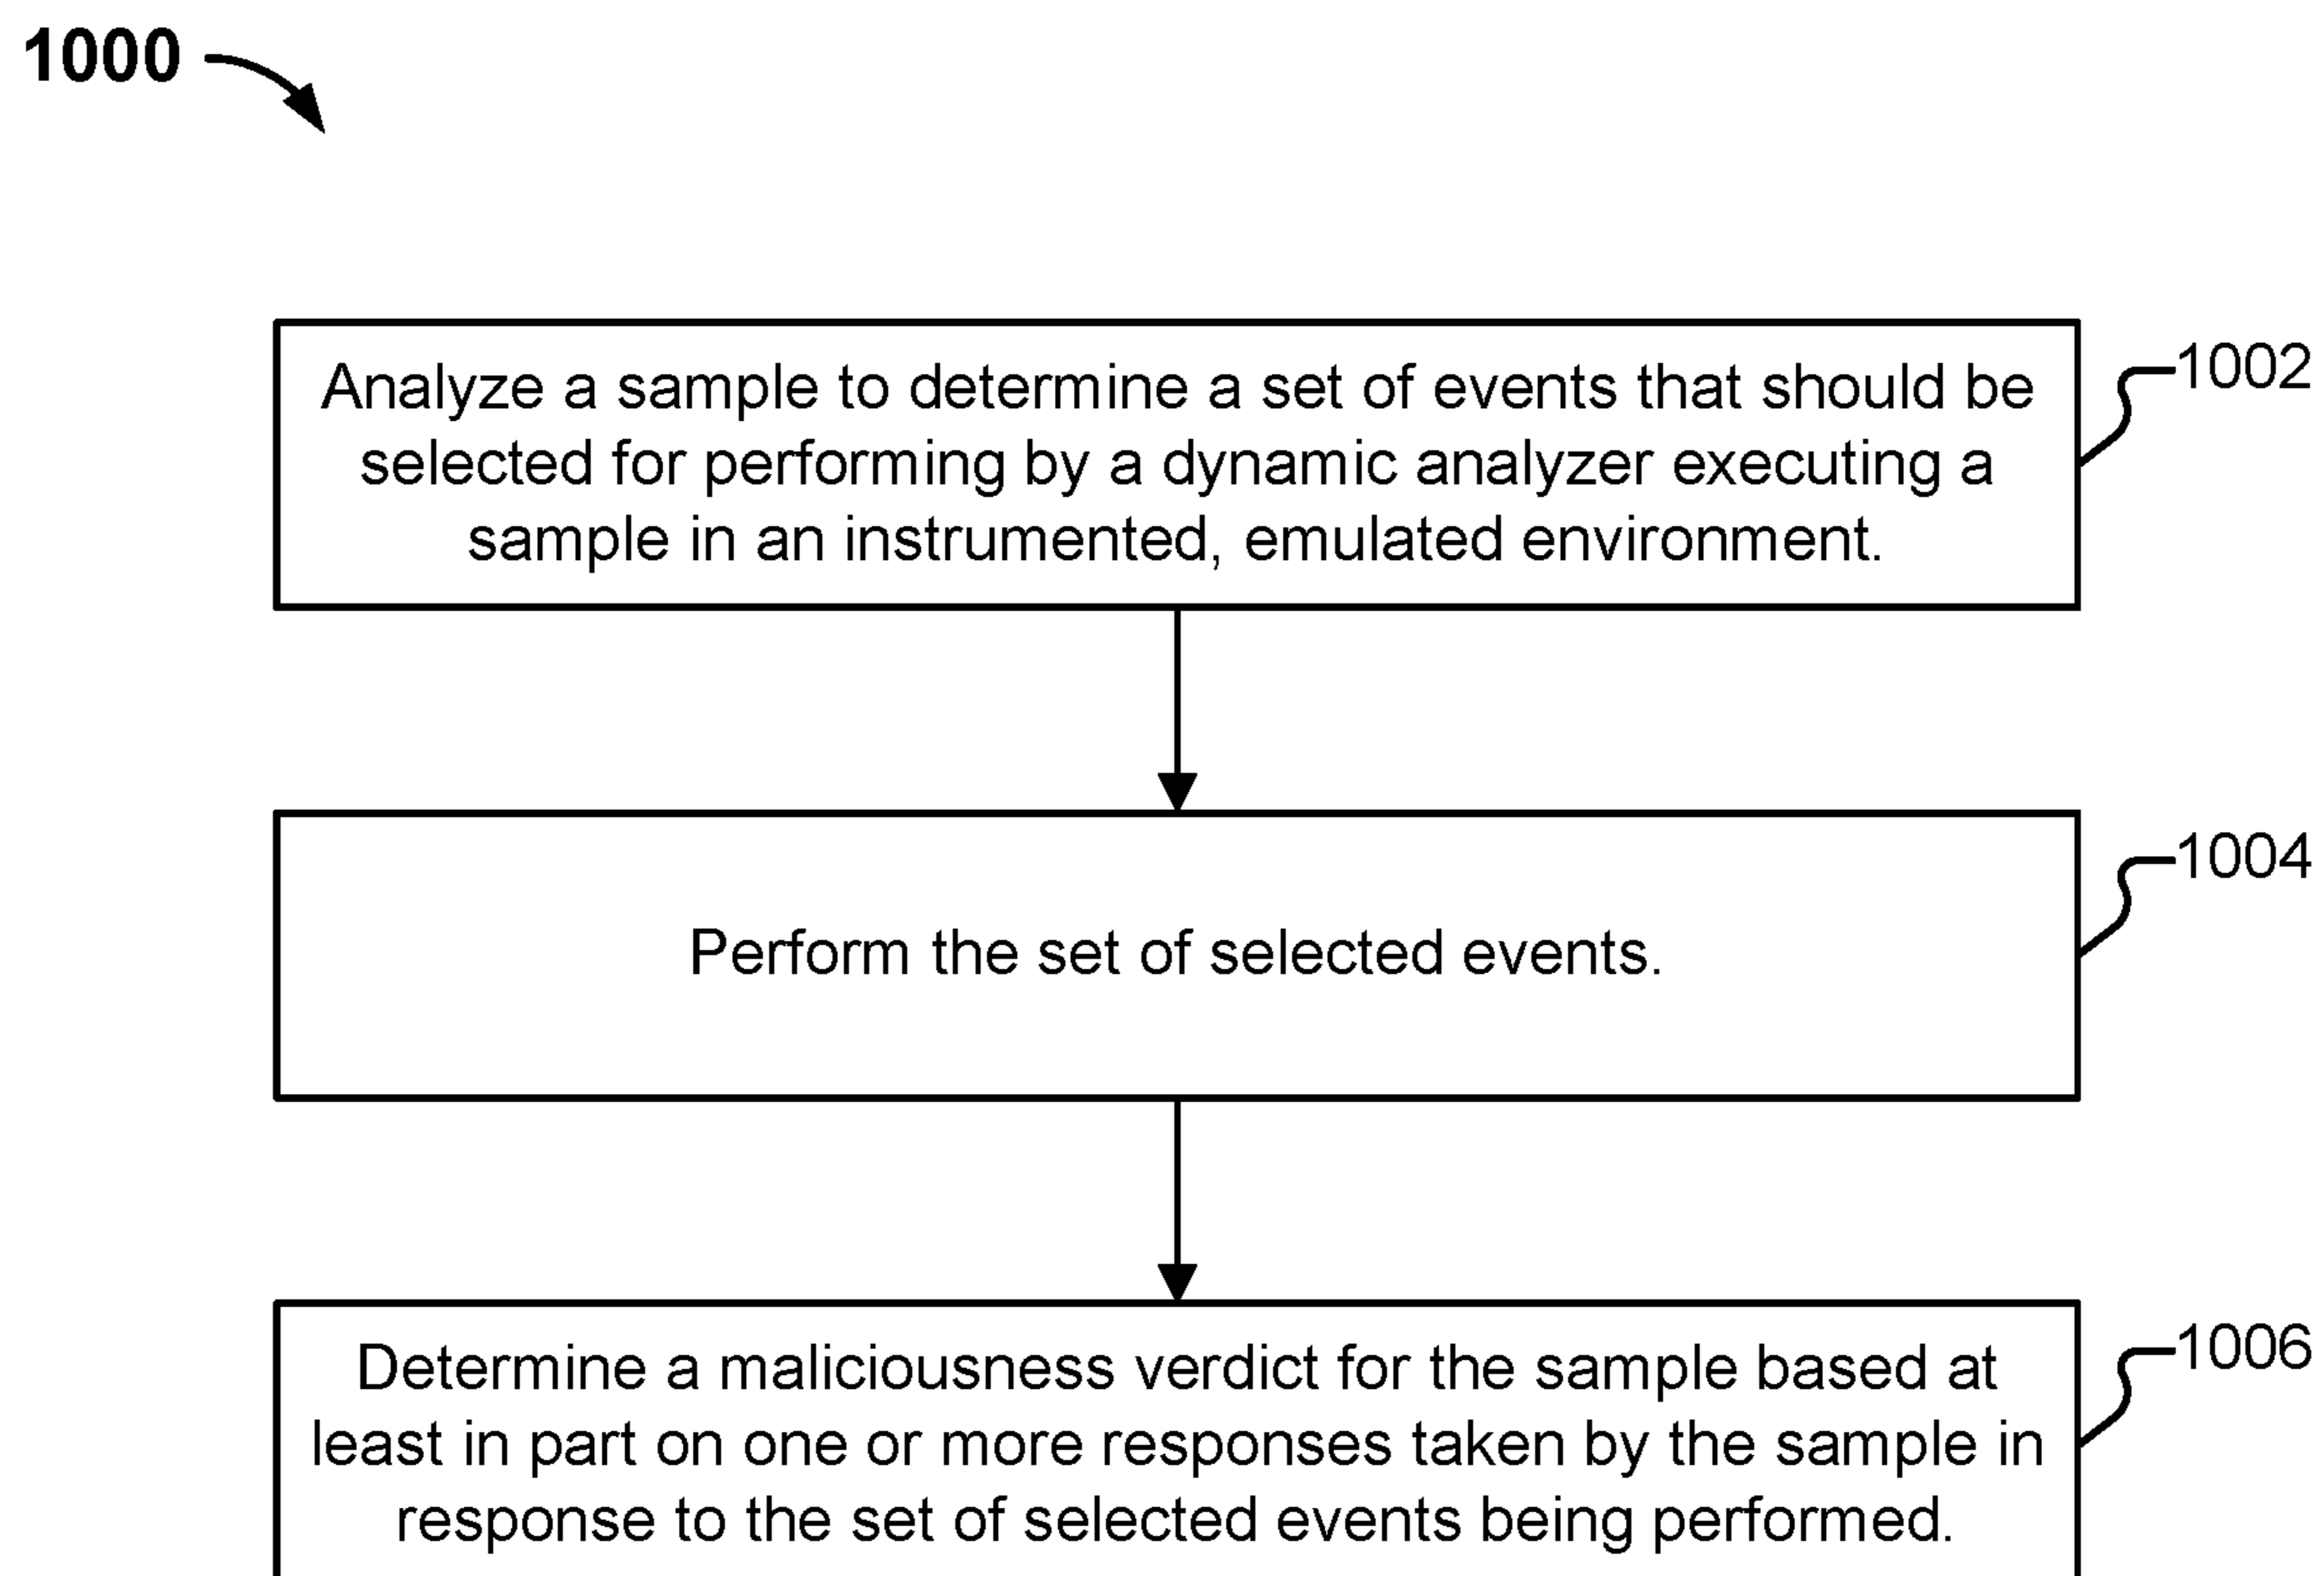 1000
Analyze a sample to determine a set of events that should be
selected for performing by a dynamic analyzer executing a
sample in an instrumented, emulated environment.
1002
Perform the set of selected events.
1004
Determine a maliciousness verdict for the sample based at
least in part on one or more responses taken by the sample in
response to the set of selected events being performed.
1006